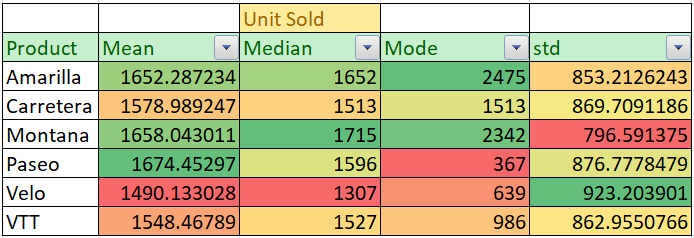 Unit Sold
Product Mean Median Mode std
Amarilla 1652.287234 1652 2475 853.2126243
Carretera 1578.989247 1513 1513 869.7091186
Montana 1658.043011 1715 2342 796.591375
Paseo 1674.45297 1596 367 876.7778479
Velo 1490.133028 1307 639 923.203901
VTT 1548.46789 1527 986 862.9550766